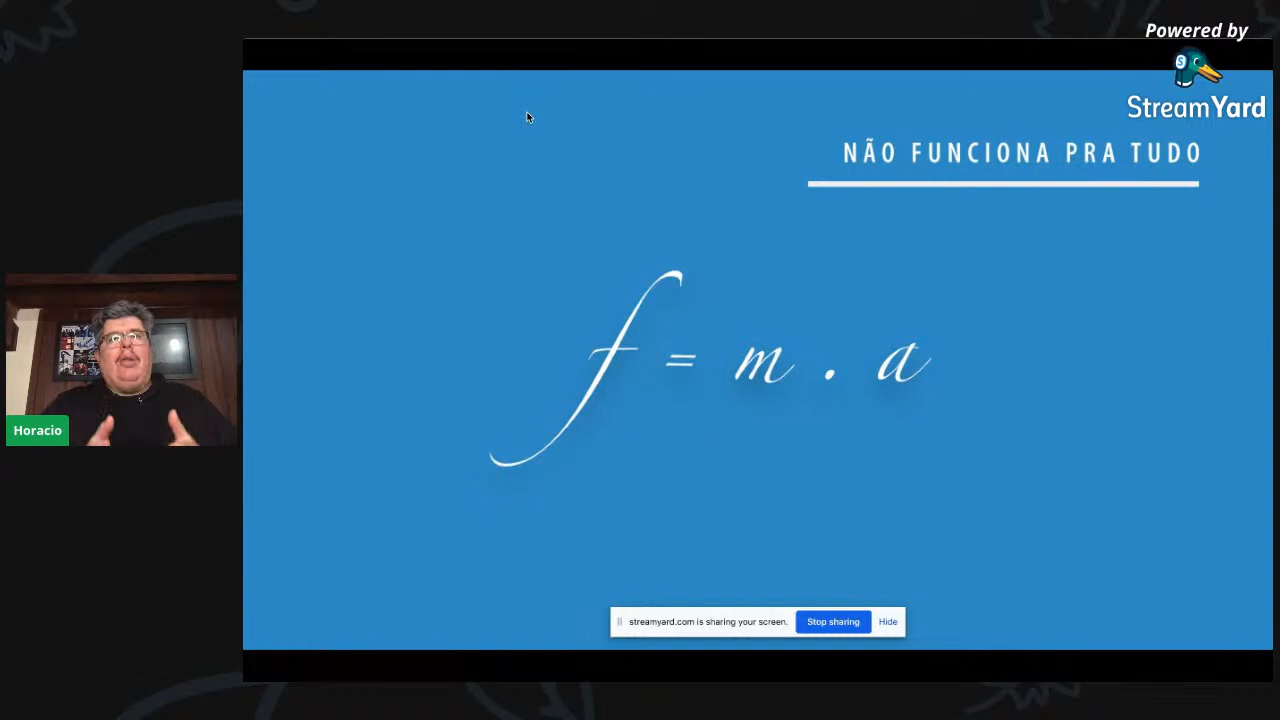 Powered by
StreamYard
NÃO FUNCIONA PRA TUDO
f = m . a
Horacio
streamyard.com is sharing your screen.
Stop sharing
Hide